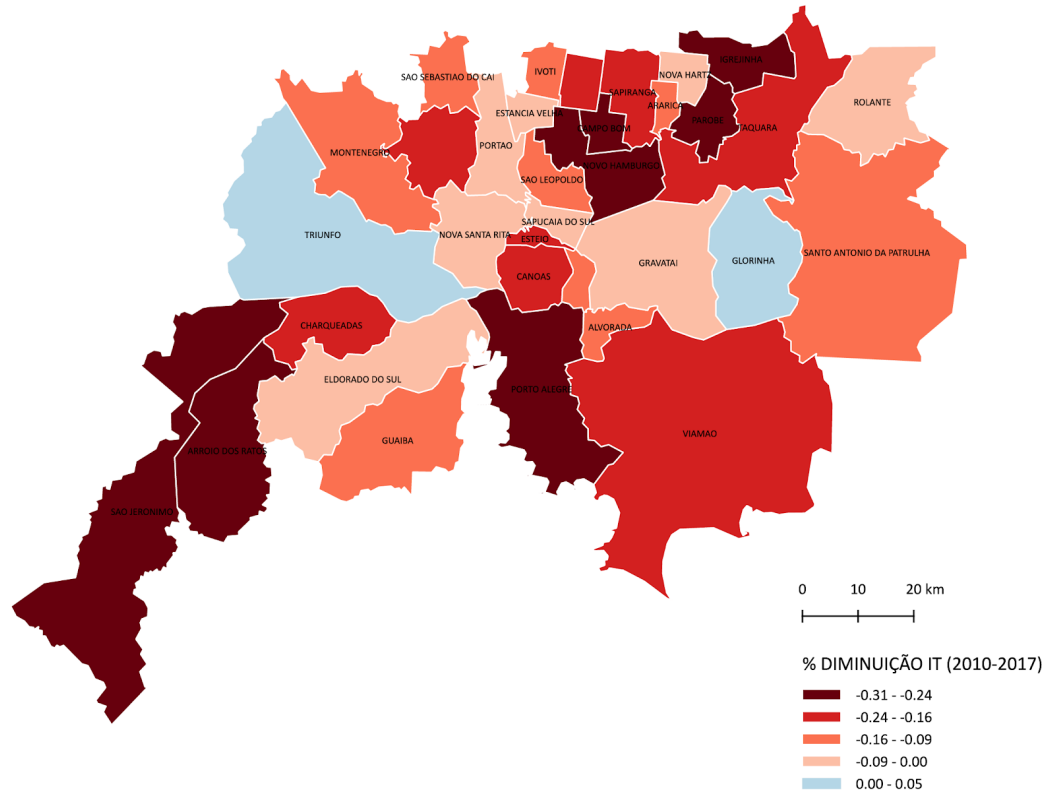 IGREJINHA
IVOTI
NOVA HARTZ
SAO SEBASTIAO DO CAI
SAPIRANGA
ROLANTE
ARARICA
ESTANCIA VELHA
PAROBE
CAMPO BOM
TAQUARA
PORTAO
MONTENEGRO
NOVO HAMBURGO
SAO LEOPOLDO
SAPUCAIA DO SUL
TRIUNFO
NOVA SANTA RITA
ESTEIO
SANTO ANTONIO DA PATRULHA
GLORINHA
GRAVATAI
CANOAS
CHARQUEADAS
ALVORADA
ELDORADO DO SUL
PORTO ALEGRE
VIAMAO
GUAIBA
ARROIO DOS RATOS
SAO JERONIMO
0 10 20 km
% DIMINUIÇÃO IT (2010-2017)
-0.31 - -0.24
-0.24 - -0.16
-0.16 - -0.09
-0.09 - 0.00
0.00 - 0.05